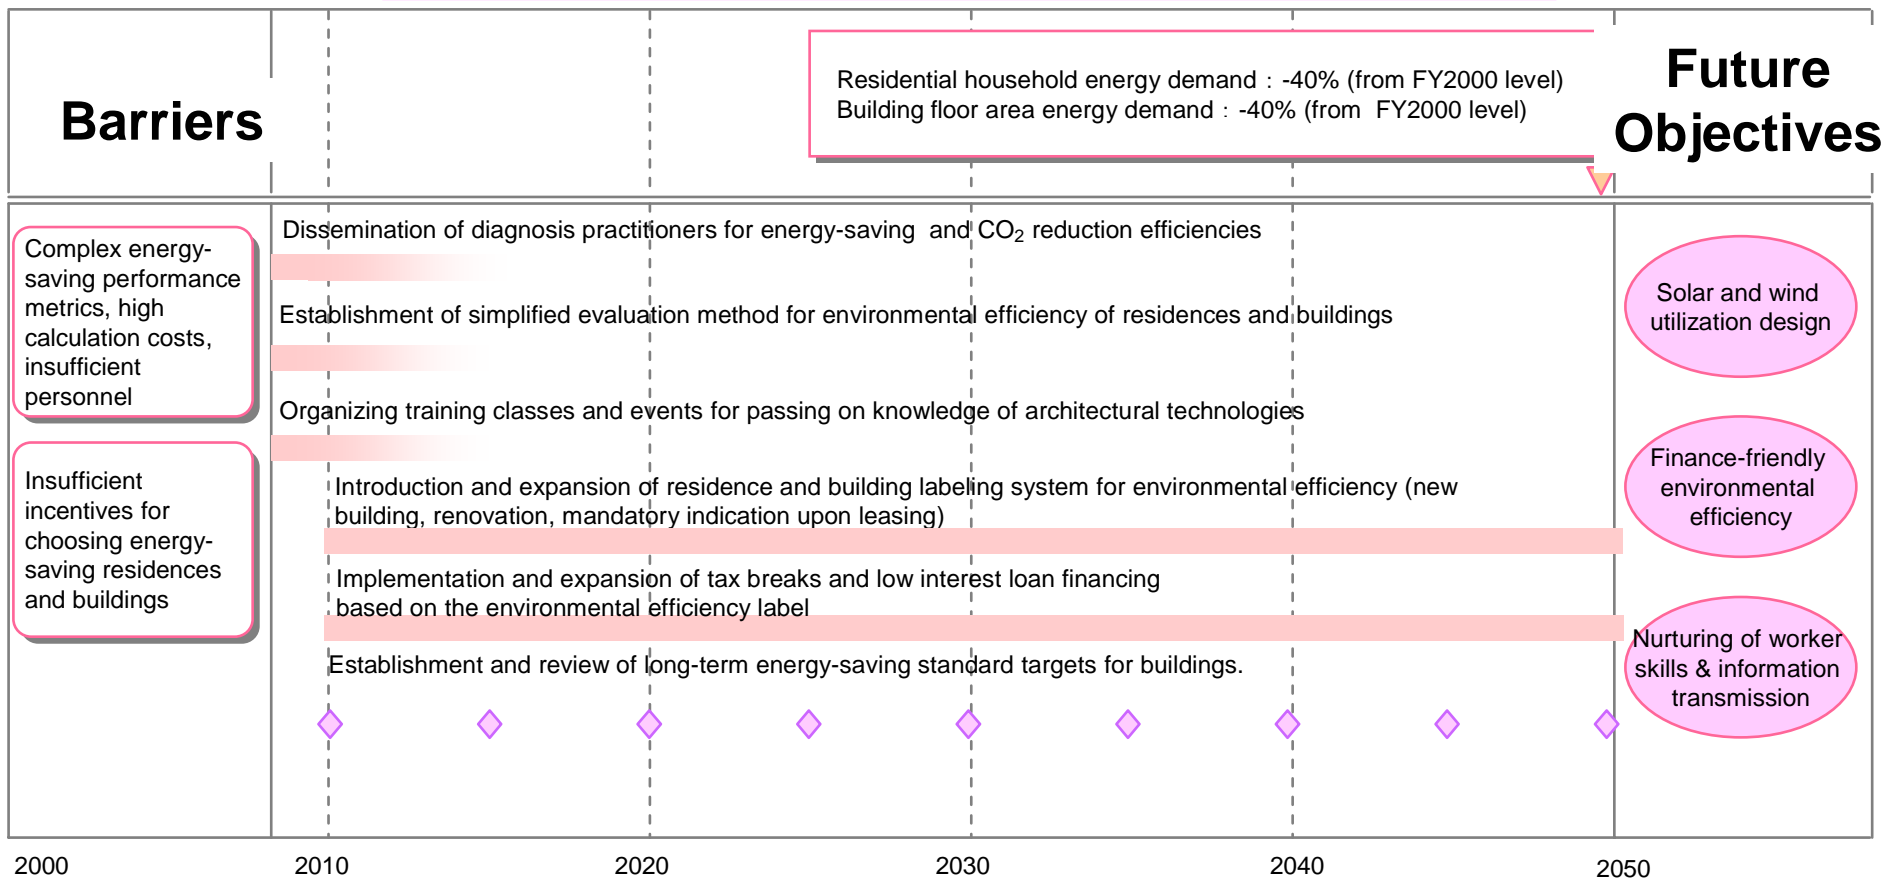 Barriers
Residential household energy demand：-40% (from FY2000 level)
Building floor area energy demand：-40% (from FY2000 level)
Future
Objectives
Complex energy-
saving performance
metrics, high
calculation costs,
insufficient
personnel
Insufficient
incentives for
choosing energy-
saving residences
and buildings
Dissemination of diagnosis practitioners for energy-saving and CO₂ reduction efficiencies
Establishment of simplified evaluation method for environmental efficiency of residences and buildings
Organizing training classes and events for passing on knowledge of architectural technologies
Introduction and expansion of residence and building labeling system for environmental efficiency (new
building, renovation, mandatory indication upon leasing)
Implementation and expansion of tax breaks and low interest loan financing
based on the environmental efficiency label
Establishment and review of long-term energy-saving standard targets for buildings.
Solar and wind
utilization design
Finance-friendly
environmental
efficiency
Nurturing of worker
skills & information
transmission
2000
2010
2020
2030
2040
2050